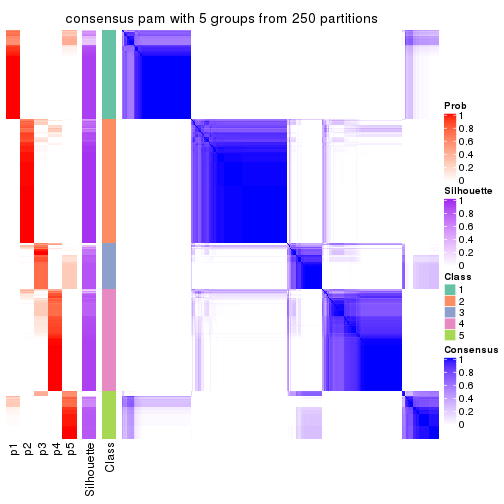 consensus pam with 5 groups from 250 partitions
Prob
1
0.8
0.6
0.4
0.2
0
Silhouette
1
0.8
0.6
0.4
0.2
0
Class
1
2
3
4
5
Consensus
1
0.8
0.6
0.4
0.2
0
p1
p2
p3
p4
p5
Silhouette
Class